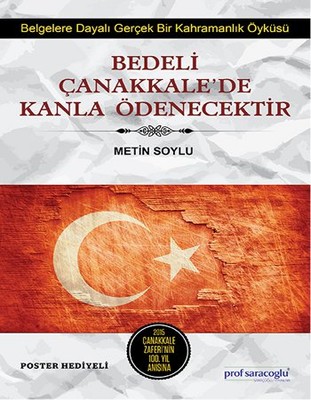 Belgelere Dayalı Gerçek Bir Kahramanlık Öyküsü
BEDELİ
ÇANAKKALE'DE
KANLA ÖDENECEKTİR
METİN SOYLU
2015
ÇANAKKALE
ZAFERİ'NİN
100. YIL
ANISINA
POSTER HEDİYELİ
prof saracoglu